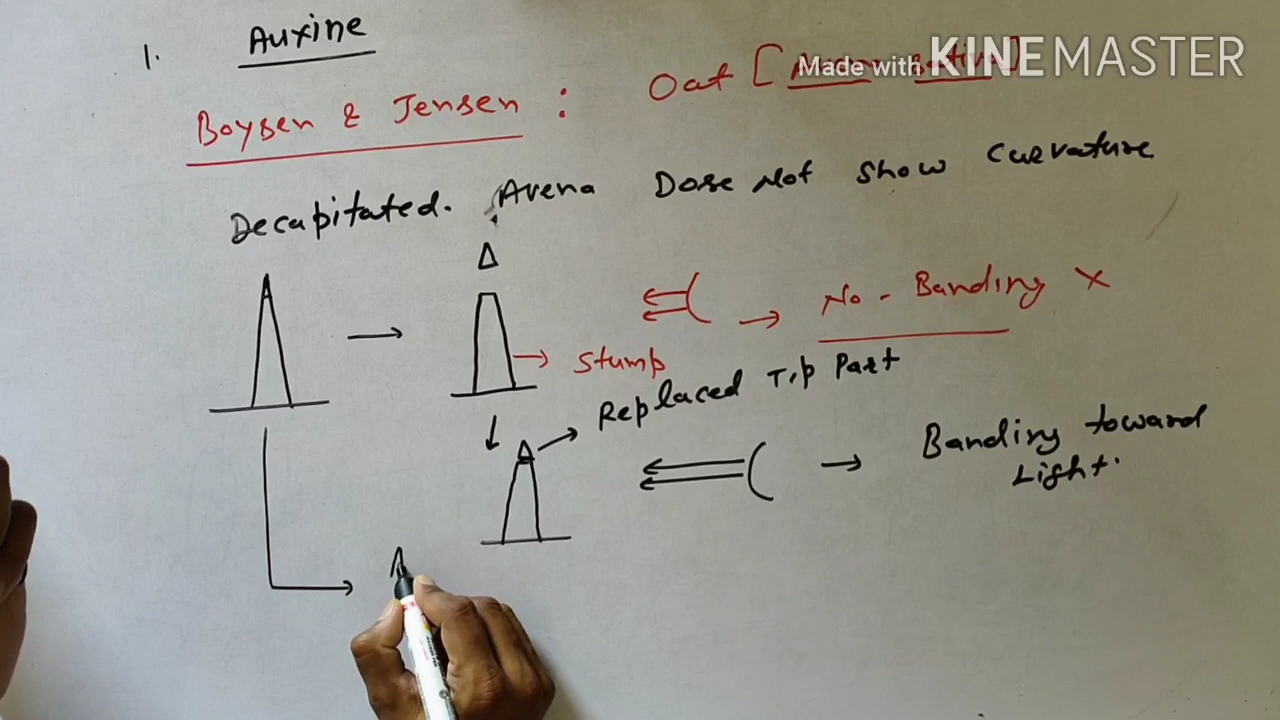 1. Auxine
Made with KINEMASTER
Boysen & Jensen : Oat [
Decapitated. Avena Dose Not Show Curvature
No - Banding X
Stump
Replaced Tip Part
Banding toward
Light.